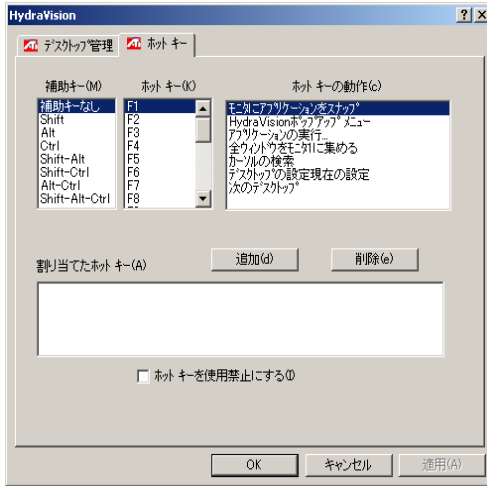 HydraVision
デスクトップ管理
ホット キー
補助キー(M)
ホット キー(K)
ホット キーの動作(c)
補助キーなし
Shift
Alt
Ctrl
Shift-Alt
Shift-Ctrl
Alt-Ctrl
Shift-Alt-Ctrl
F1
F2
F3
F4
F5
F6
F7
F8
モニタにアプリケーションをスナップ
HydraVisionポップアップ メニュー
アプリケーションの実行...
全ウィンドウをモニタ1に集める
カーソルの検索
デスクトップの設定現在の設定
次のデスクトップ
割り当てたホット キー(A)
追加(d)
削除(e)
ホット キーを使用禁止にする(I)
OK
キャンセル
適用(A)